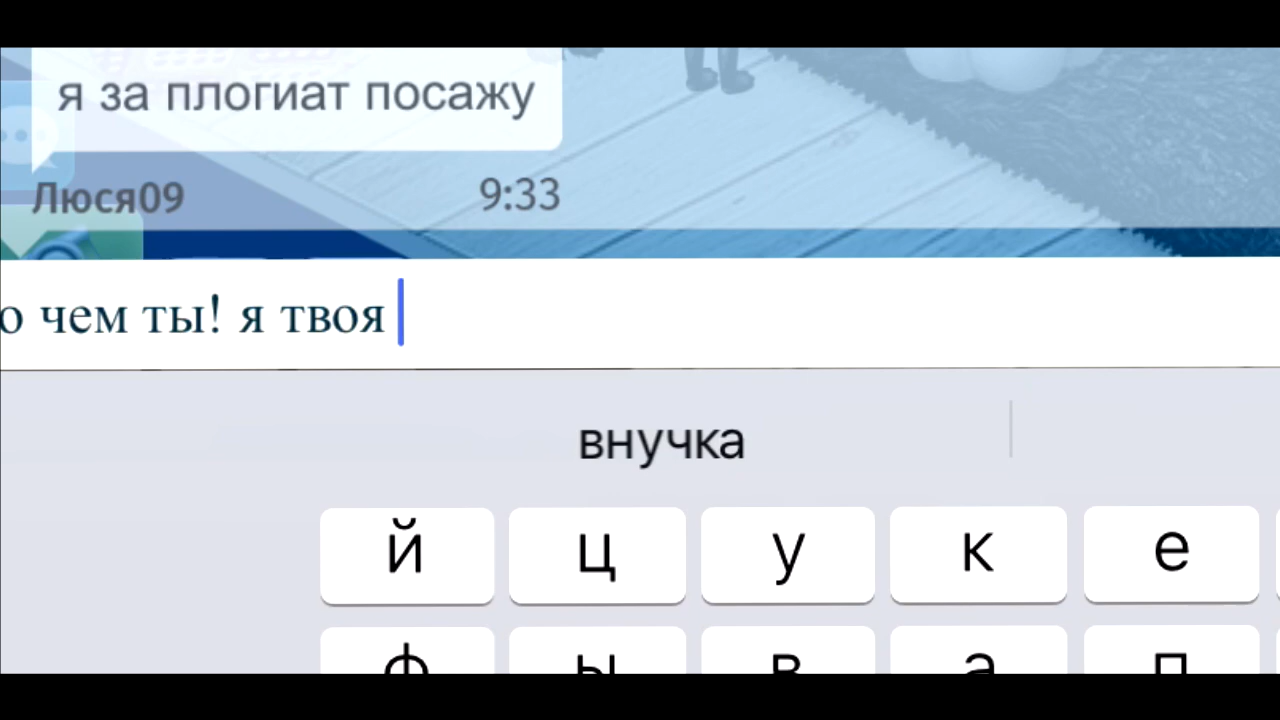 я за плогиат посажу
Люся09 9:33
о чем ты! я твоя
внучка
й ц у к е
ф ы в а п